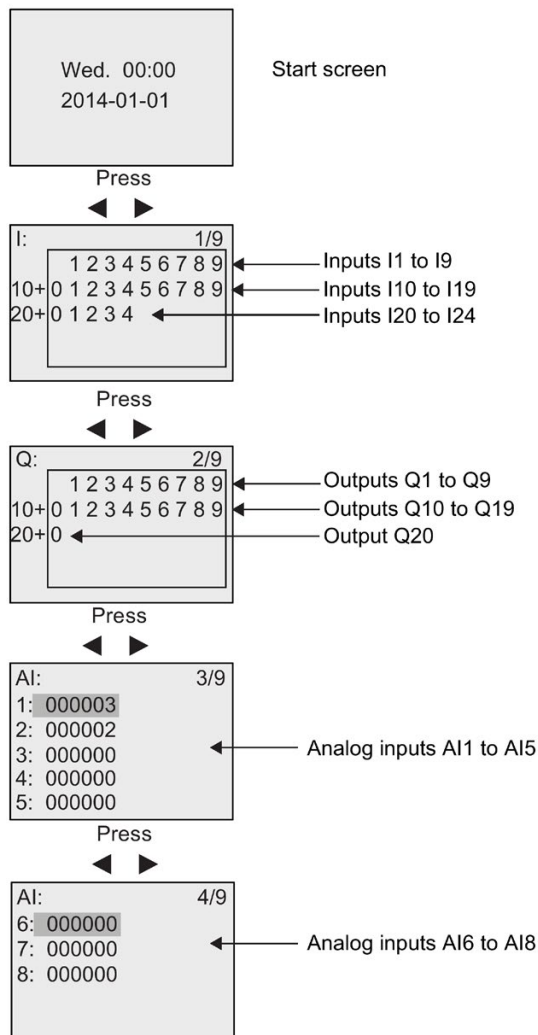 Wed. 00:00
2014-01-01
Start screen
Press
I: 1/9
1 2 3 4 5 6 7 8 9
Inputs I1 to I9
10+ 0 1 2 3 4 5 6 7 8 9
Inputs I10 to I19
20+ 0 1 2 3 4
Inputs I20 to I24
Press
Q: 2/9
1 2 3 4 5 6 7 8 9
Outputs Q1 to Q9
10+ 0 1 2 3 4 5 6 7 8 9
Outputs Q10 to Q19
20+ 0
Output Q20
Press
AI: 3/9
1: 000003
2: 000002
3: 000000
4: 000000
5: 000000
Analog inputs AI1 to AI5
Press
AI: 4/9
6: 000000
7: 000000
8: 000000
Analog inputs AI6 to AI8